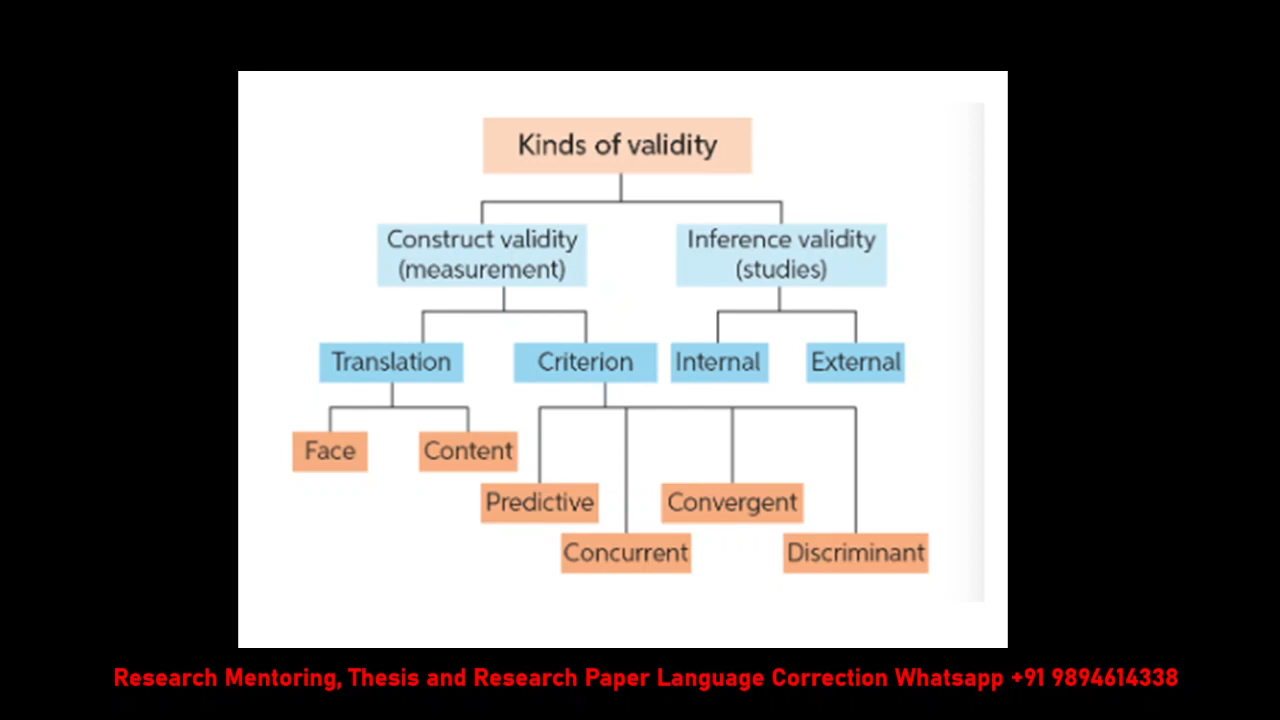 Kinds of validity
Construct validity
(measurement)
Inference validity
(studies)
Translation
Criterion
Internal
External
Face
Content
Predictive
Convergent
Concurrent
Discriminant
Research Mentoring, Thesis and Research Paper Language Correction Whatsapp +91 9894614338